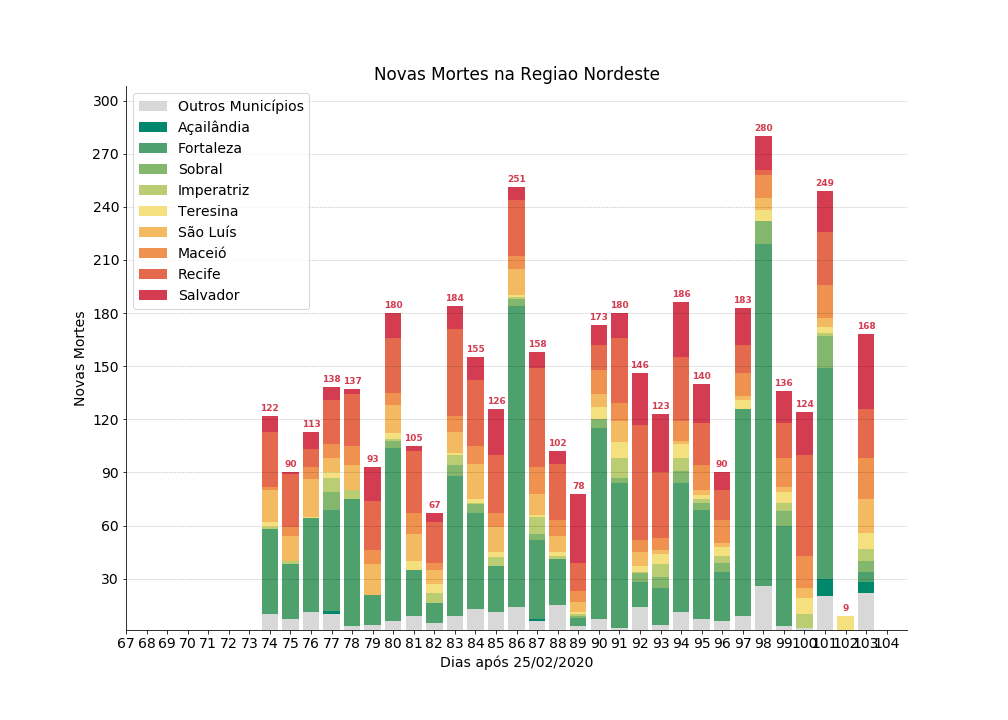 Novas Mortes na Regiao Nordeste
Novas Mortes
300
270
240
210
180
150
120
90
60
30
Outros Municípios
Açailândia
Fortaleza
Sobral
Imperatriz
Teresina
São Luís
Maceió
Recife
Salvador
122
90
113
138
137
93
180
105
67
184
155
126
251
158
102
78
173
180
146
123
186
140
90
183
280
136
124
249
9
168
67 68 69 70 71 72 73 74 75 76 77 78 79 80 81 82 83 84 85 86 87 88 89 90 91 92 93 94 95 96 97 98 99 100 101 102 103 104
Dias após 25/02/2020